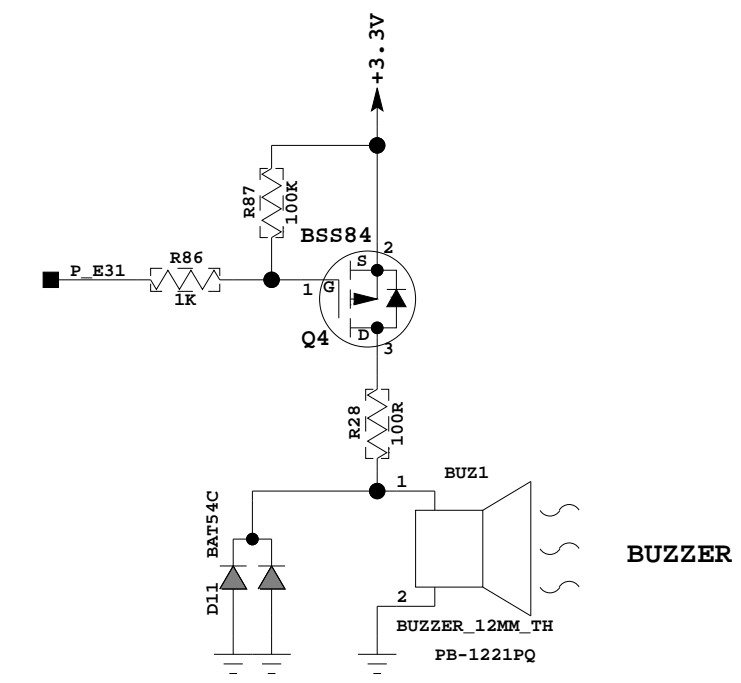 +3.3V
R87
100K
BSS84
2
S
P_E31
R86
1K
1
G
Q4
D
3
R28
100R
1
BUZ1
BAT54C
D11
BUZZER
2
BUZZER_12MM_TH
PB-1221PQ